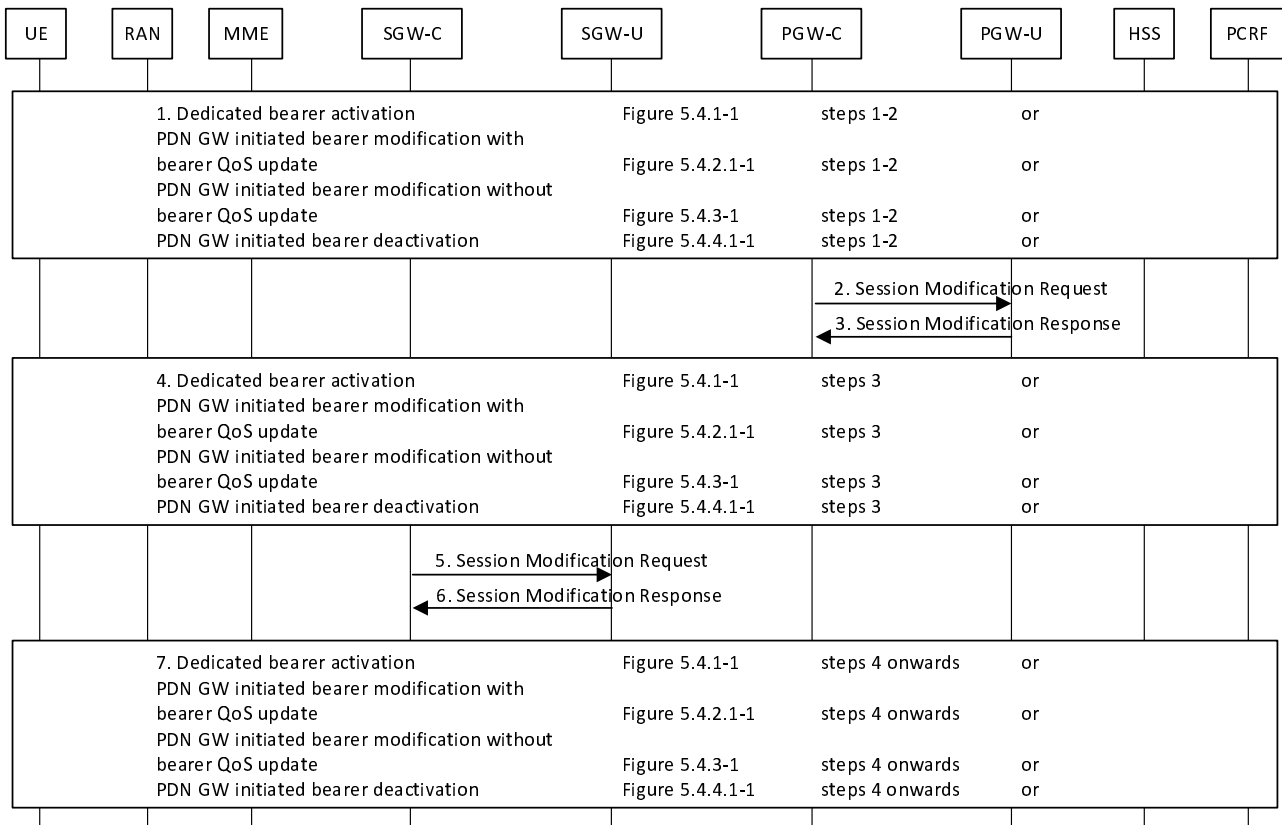 UE RAN MME SGW-C SGW-U PGW-C PGW-U HSS PCRF
1. Dedicated bearer activation Figure 5.4.1-1 steps 1-2 or
PDN GW initiated bearer modification with
bearer QoS update Figure 5.4.2.1-1 steps 1-2 or
PDN GW initiated bearer modification without
bearer QoS update Figure 5.4.3-1 steps 1-2 or
PDN GW initiated bearer deactivation Figure 5.4.4.1-1 steps 1-2 or
2. Session Modification Request
3. Session Modification Response
4. Dedicated bearer activation Figure 5.4.1-1 steps 3 or
PDN GW initiated bearer modification with
bearer QoS update Figure 5.4.2.1-1 steps 3 or
PDN GW initiated bearer modification without
bearer QoS update Figure 5.4.3-1 steps 3 or
PDN GW initiated bearer deactivation Figure 5.4.4.1-1 steps 3 or
5. Session Modification Request
6. Session Modification Response
7. Dedicated bearer activation Figure 5.4.1-1 steps 4 onwards or
PDN GW initiated bearer modification with
bearer QoS update Figure 5.4.2.1-1 steps 4 onwards or
PDN GW initiated bearer modification without
bearer QoS update Figure 5.4.3-1 steps 4 onwards or
PDN GW initiated bearer deactivation Figure 5.4.4.1-1 steps 4 onwards or